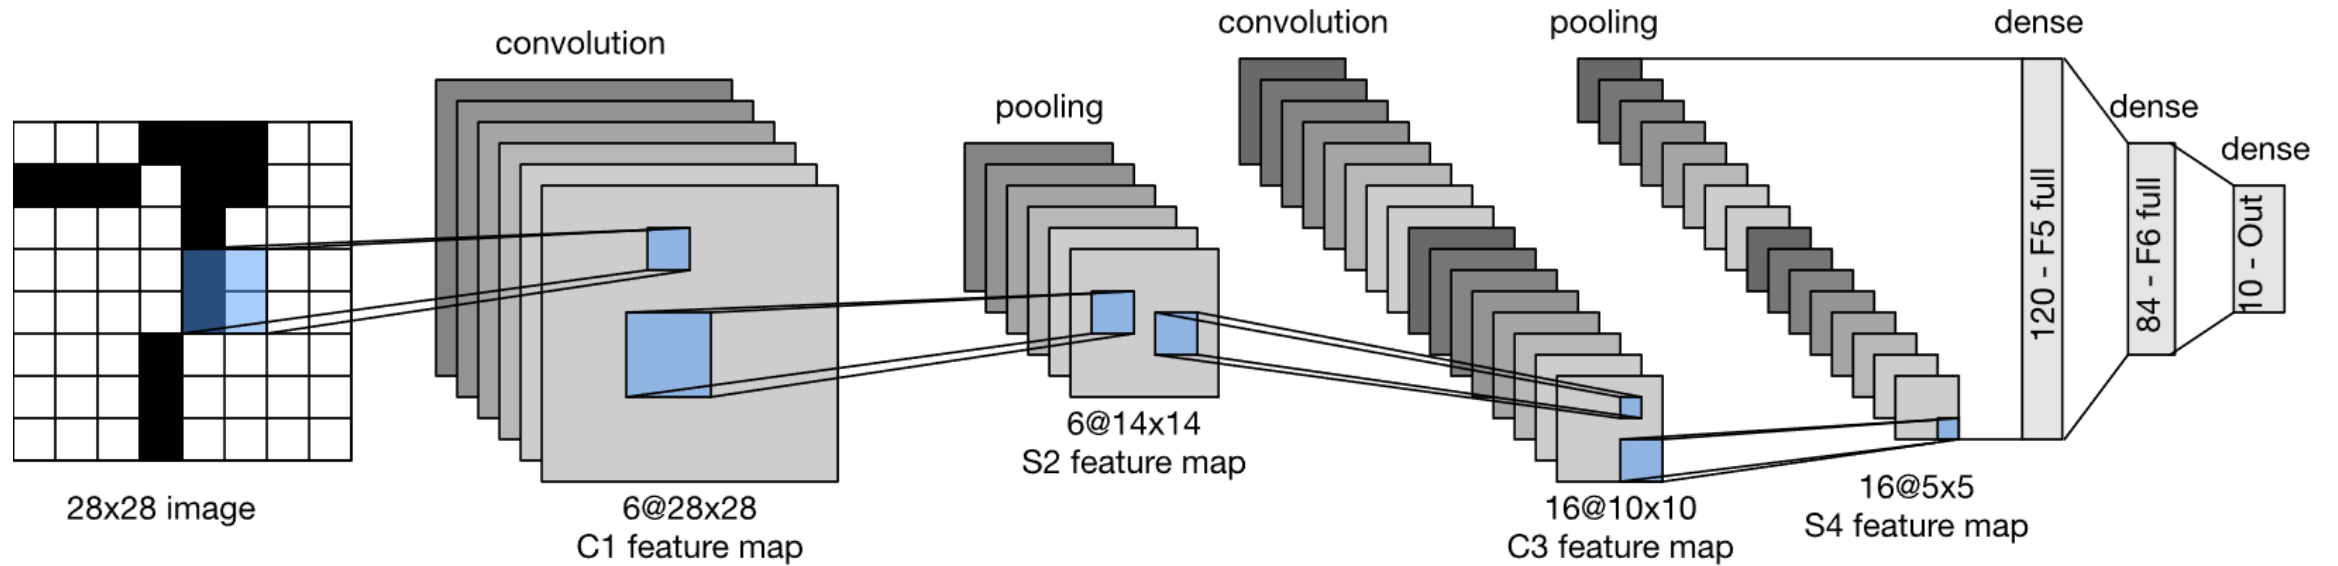 convolution
28x28 image
6@28x28
C1 feature map
pooling
6@14x14
S2 feature map
convolution
16@10x10
C3 feature map
pooling
16@5x5
S4 feature map
dense
120 - F5 full
dense
84 - F6 full
dense
10 - Out